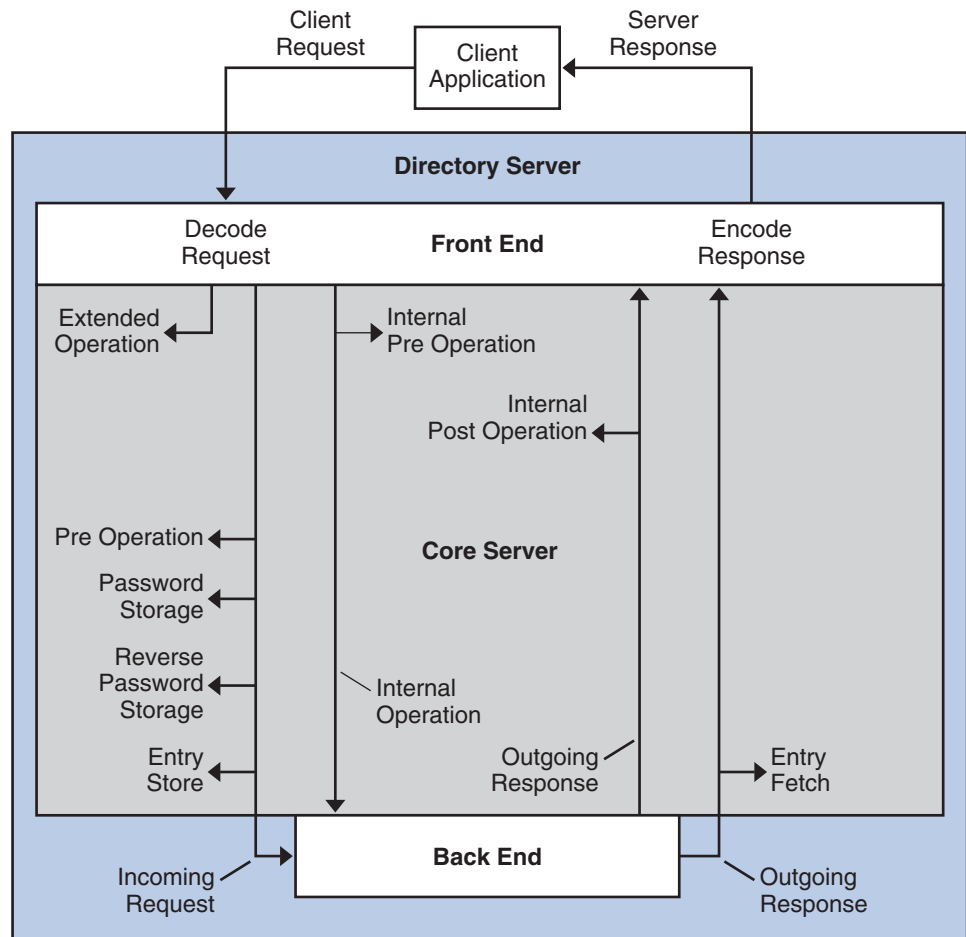 Client
Request
Client
Application
Server
Response
Directory Server
Decode
Request
Front End
Encode
Response
Extended
Operation
Internal
Pre Operation
Internal
Post Operation
Pre Operation
Core Server
Password
Storage
Reverse
Password
Storage
Internal
Operation
Entry
Store
Outgoing
Response
Entry
Fetch
Back End
Incoming
Request
Outgoing
Response